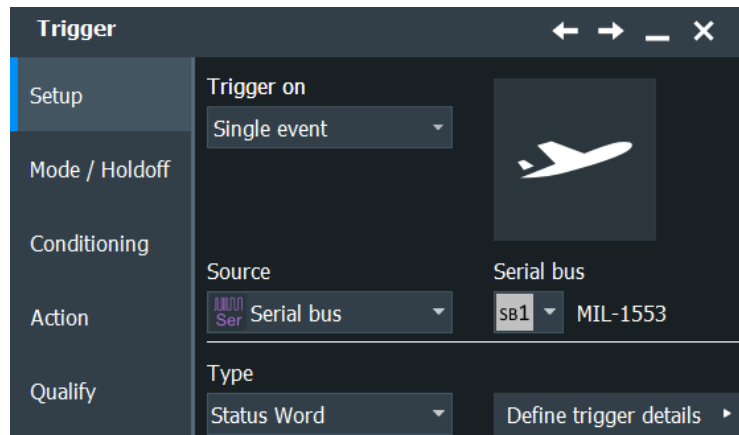 Trigger
Setup
Mode / Holdoff
Conditioning
Action
Qualify
Trigger on
Single event
Source
Serial bus
Ser Serial bus
SB1 MIL-1553
Type
Status Word
Define trigger details